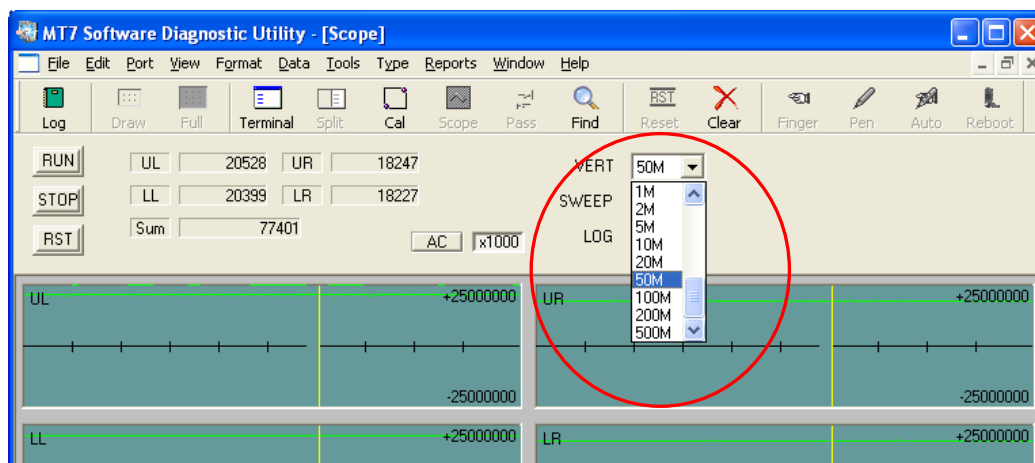 MT7 Software Diagnostic Utility - [Scope]
File Edit Port View Format Data Tools Type Reports Window Help
Log Draw Full Terminal Split Cal Scope Pass Find RST Reset Clear Finger Pen Auto Reboot
RUN UL 20528 UR 18247 VERT 50M
STOP LL 20399 LR 18227 SWEEP
RST Sum 77401 AC x1000 LOG
1M
2M
5M
10M
20M
50M
100M
200M
500M
UL +25000000 UR +25000000
-25000000 -25000000
LL +25000000 LR +25000000